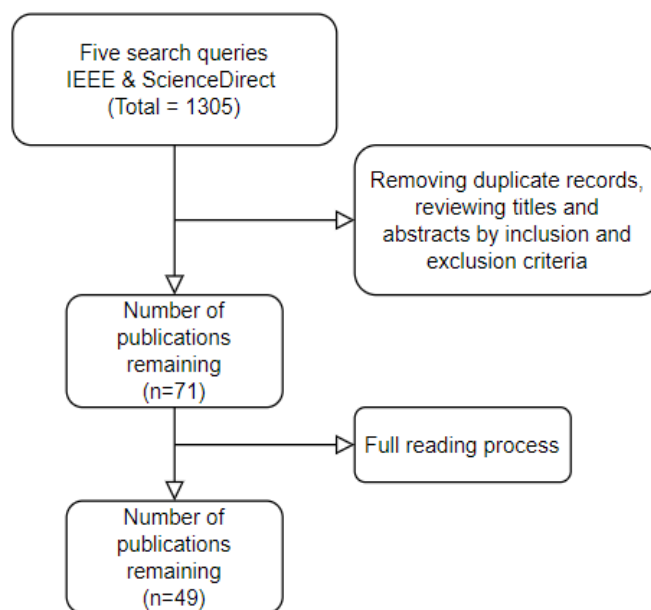 Five search queries
IEEE & ScienceDirect
(Total = 1305)
Removing duplicate records,
reviewing titles and
abstracts by inclusion and
exclusion criteria
Number of
publications
remaining
(n=71)
Full reading process
Number of
publications
remaining
(n=49)